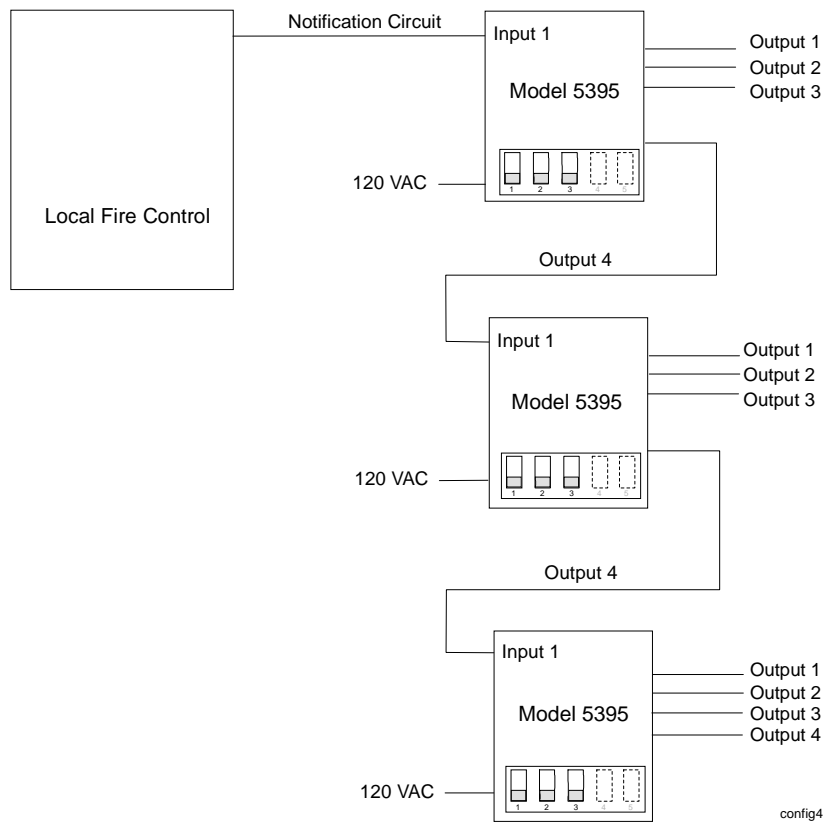 Notification Circuit
Local Fire Control
Input 1
Model 5395
1 2 3 4 5
120 VAC
Output 1
Output 2
Output 3
Output 4
Input 1
Model 5395
1 2 3 4 5
120 VAC
Output 1
Output 2
Output 3
Output 4
Input 1
Model 5395
1 2 3 4 5
120 VAC
Output 1
Output 2
Output 3
Output 4
config4